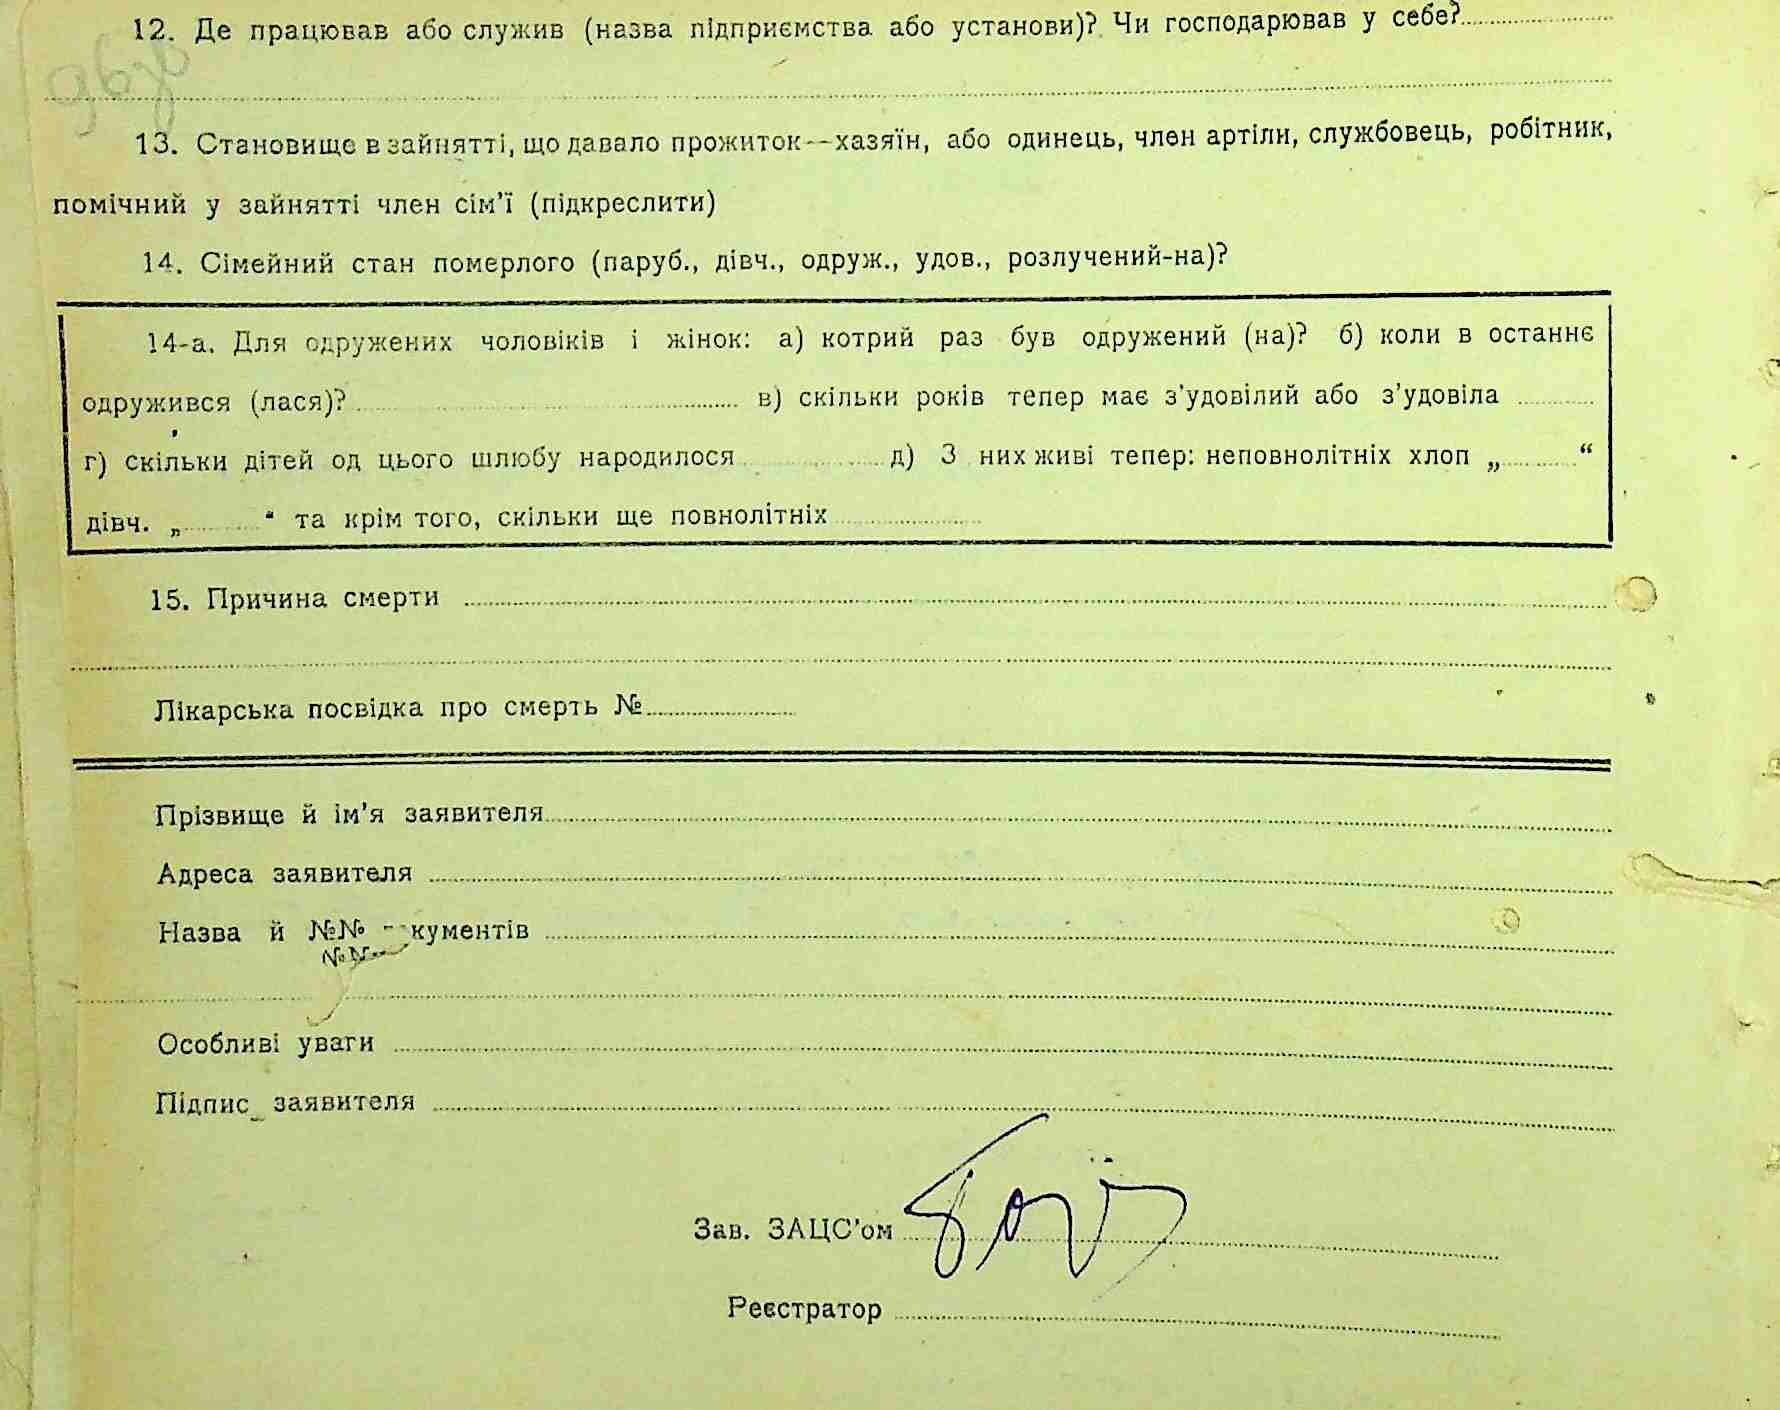 12. Де працював або служив (назва підприємства або установи)? Чи господарював у себе?
13. Становище в зайнятті, що давало прожиток--хазяїн, або одинець, член артіли, службовець, робітник,
помічний у зайнятті член сім'ї (підкреслити)
14. Сімейний стан померлого (паруб., дівч., одруж., удов., розлучений-на)?
14-а. Для одружених чоловіків і жінок: а) котрий раз був одружений (на)? б) коли в останнє
одружився (лася)? в) скільки років тепер має з'удовілий або з'удовіла
г) скільки дітей од цього шлюбу народилося д) З них живі тепер: неповнолітніх хлоп „ “
дівч. „ “ та крім того, скільки ще повнолітніх
15. Причина смерти
Лікарська посвідка про смерть №
Прізвище й ім'я заявителя
Адреса заявителя
Назва й №№ кументів
№№
Особливі уваги
Підпис заявителя
Зав. ЗАЦС'ом
Реєстратор